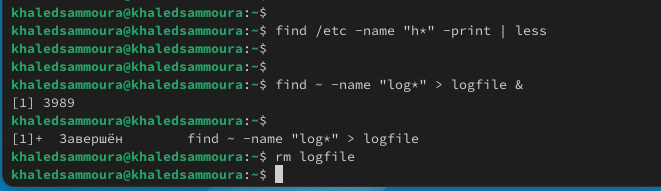 khaledsammoura@khaledsammoura:~$
khaledsammoura@khaledsammoura:~$ find /etc -name "h*" -print | less
khaledsammoura@khaledsammoura:~$
khaledsammoura@khaledsammoura:~$
khaledsammoura@khaledsammoura:~$ find ~ -name "log*" > logfile &
[1] 3989
khaledsammoura@khaledsammoura:~$
[1]+  Завершён        find ~ -name "log*" > logfile
khaledsammoura@khaledsammoura:~$ rm logfile
khaledsammoura@khaledsammoura:~$